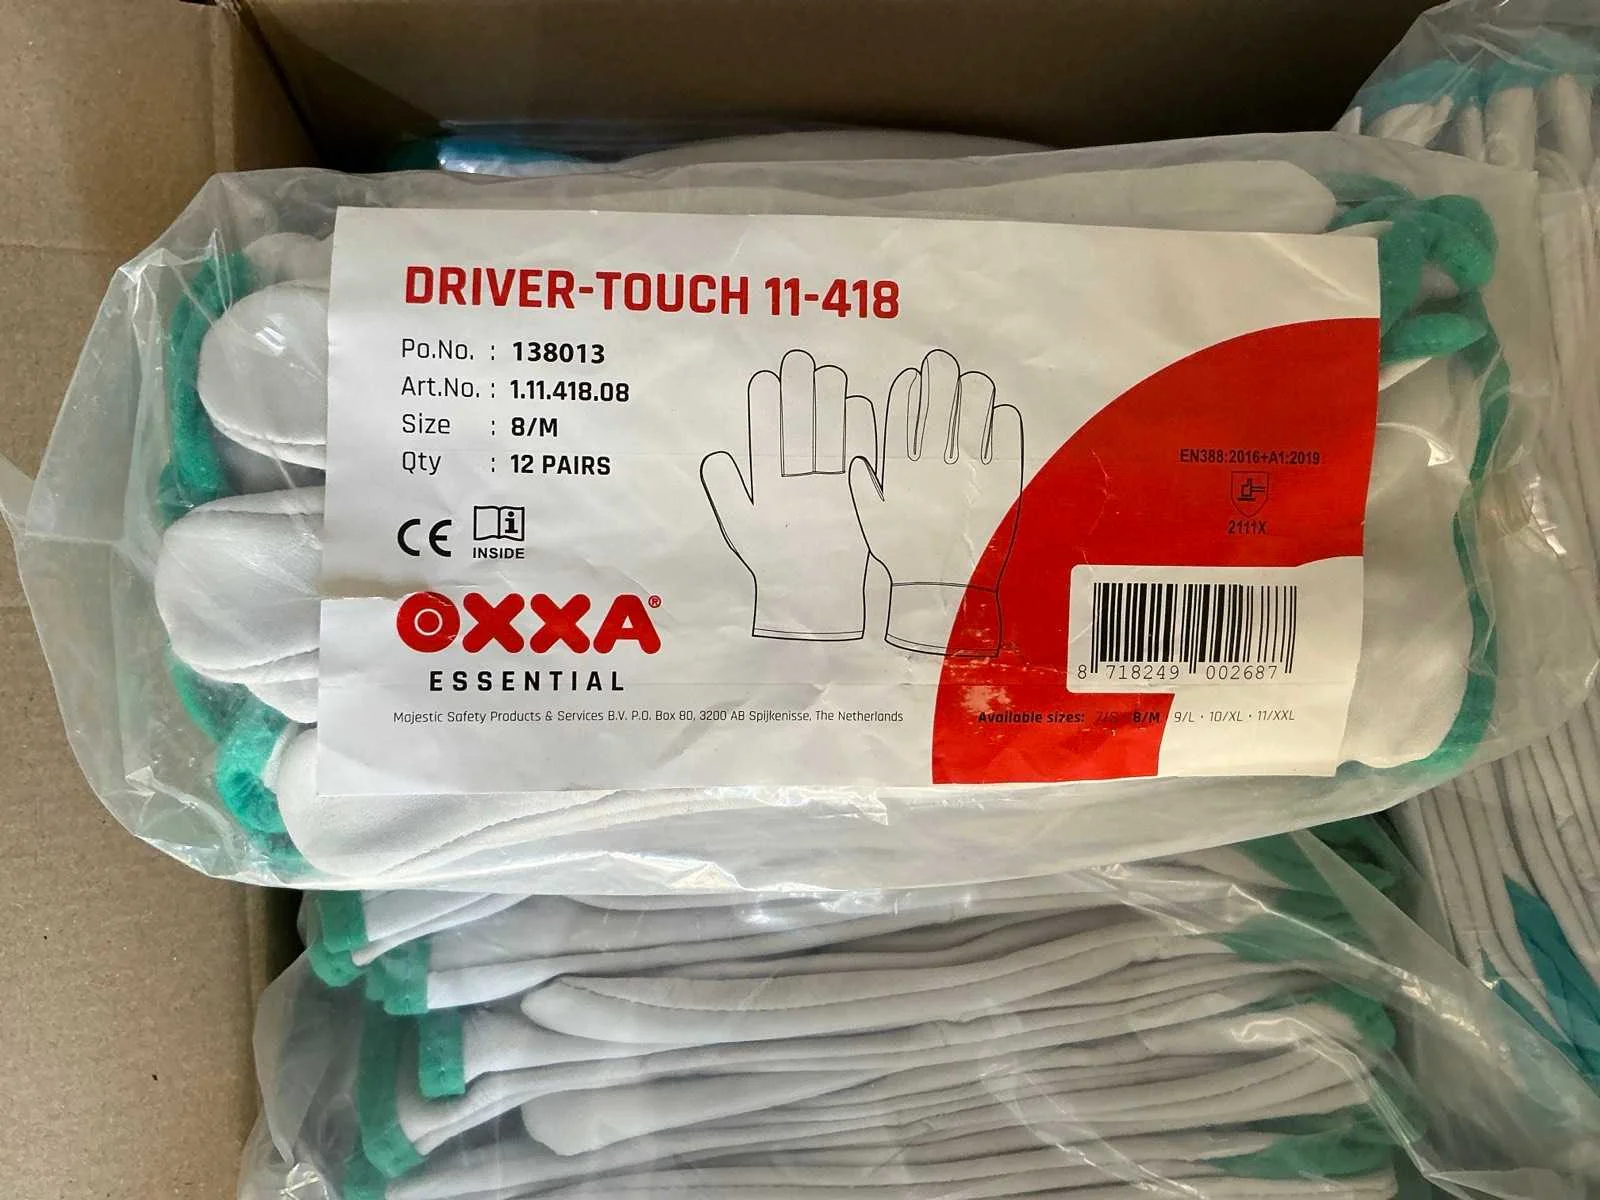 DRIVER-TOUCH 11-418
Po.No. : 138013
Art.No. : 1.11.418.08
Size : 8/M
Qty : 12 PAIRS
CE
i
INSIDE
OXXA®
ESSENTIAL
Majestic Safety Products & Services B.V. P.O. Box 80, 3200 AB Spijkenisse, The Netherlands
EN388:2016+A1:2019
2111X
8 718249 002687
Available sizes: 7/S · 8/M · 9/L · 10/XL · 11/XXL